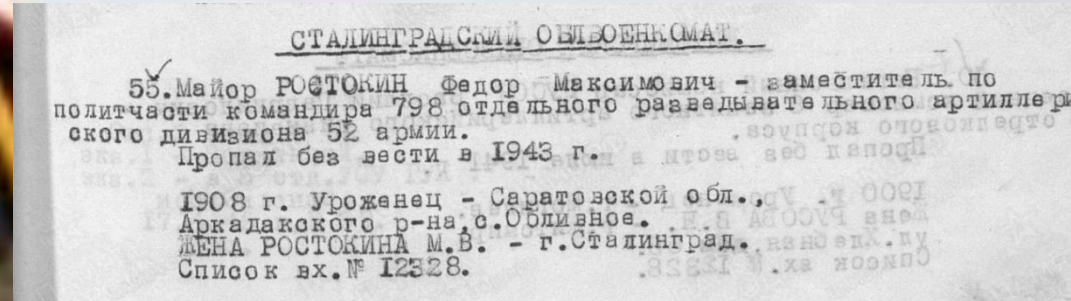 СТАЛИНГРАДСКИЙ ОБЛВОЕНКОМАТ.
55.Майор РОСТОКИН Федор Максимович - заместитель по
политчасти командира 798 отдельного разведывательного артиллери
ского дивизиона 52 армии.
Пропал без вести в 1943 г.
1908 г. Уроженец - Саратовской обл.,
Аркадакского р-на,с.Обливное.
ЖЕНА РОСТОКИНА М.В. - г.Сталинград.
Список вх.№ 12328.